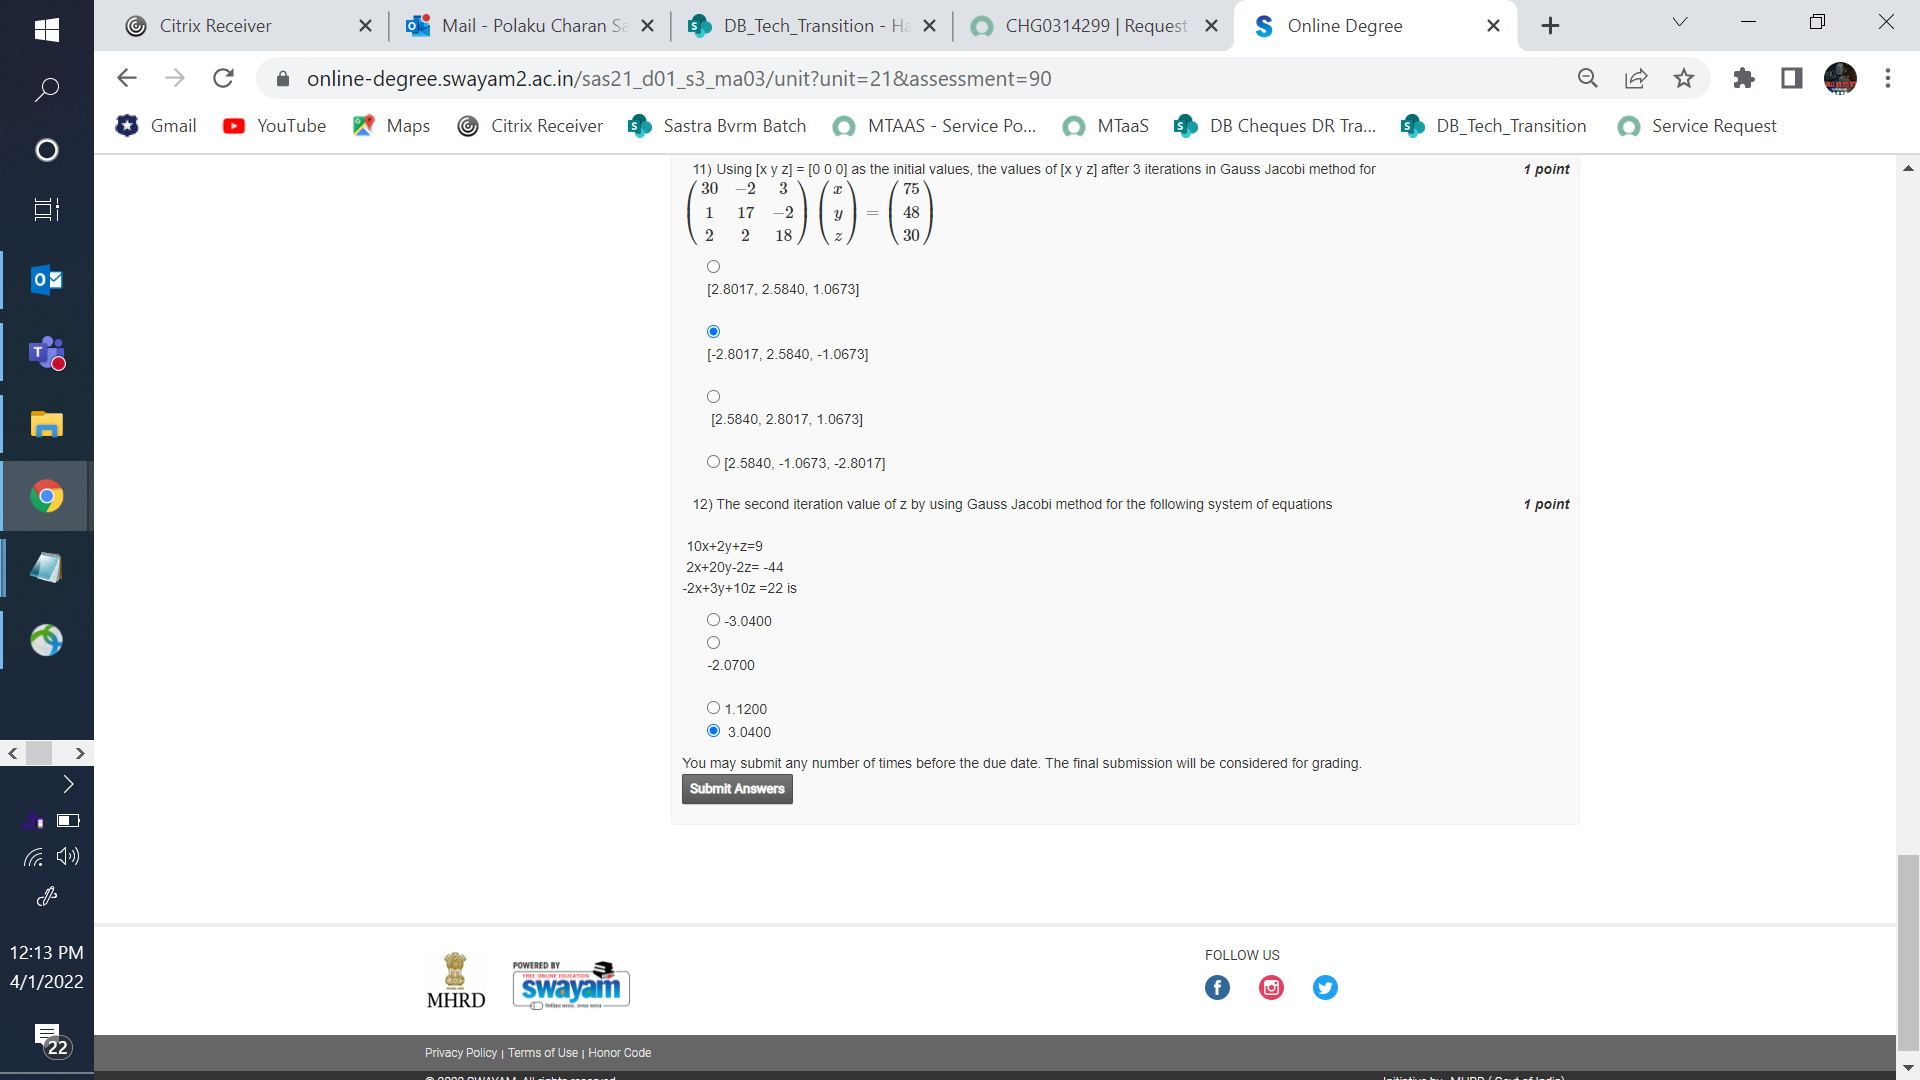 Citrix Receiver
Mail - Polaku Charan Sa
DB_Tech_Transition - Ha
CHG0314299 | Request
Online Degree
online-degree.swayam2.ac.in/sas21_d01_s3_ma03/unit?unit=21&assessment=90
Gmail
YouTube
Maps
Citrix Receiver
Sastra Bvrm Batch
MTAAS - Service Po...
MTaaS
DB Cheques DR Tra...
DB_Tech_Transition
Service Request
11) Using [x y z] = [0 0 0] as the initial values, the values of [x y z] after 3 iterations in Gauss Jacobi method for
1 point
30 −2 3 x 75
1 17 −2 y = 48
2 2 18 z 30
[2.8017, 2.5840, 1.0673]
[-2.8017, 2.5840, -1.0673]
[2.5840, 2.8017, 1.0673]
[2.5840, -1.0673, -2.8017]
12) The second iteration value of z by using Gauss Jacobi method for the following system of equations
1 point
10x+2y+z=9
2x+20y-2z= -44
-2x+3y+10z =22 is
-3.0400
-2.0700
1.1200
3.0400
You may submit any number of times before the due date. The final submission will be considered for grading.
Submit Answers
12:13 PM
4/1/2022
22
MHRD
POWERED BY
FREE ONLINE EDUCATION
swayam
FOLLOW US
Privacy Policy | Terms of Use | Honor Code